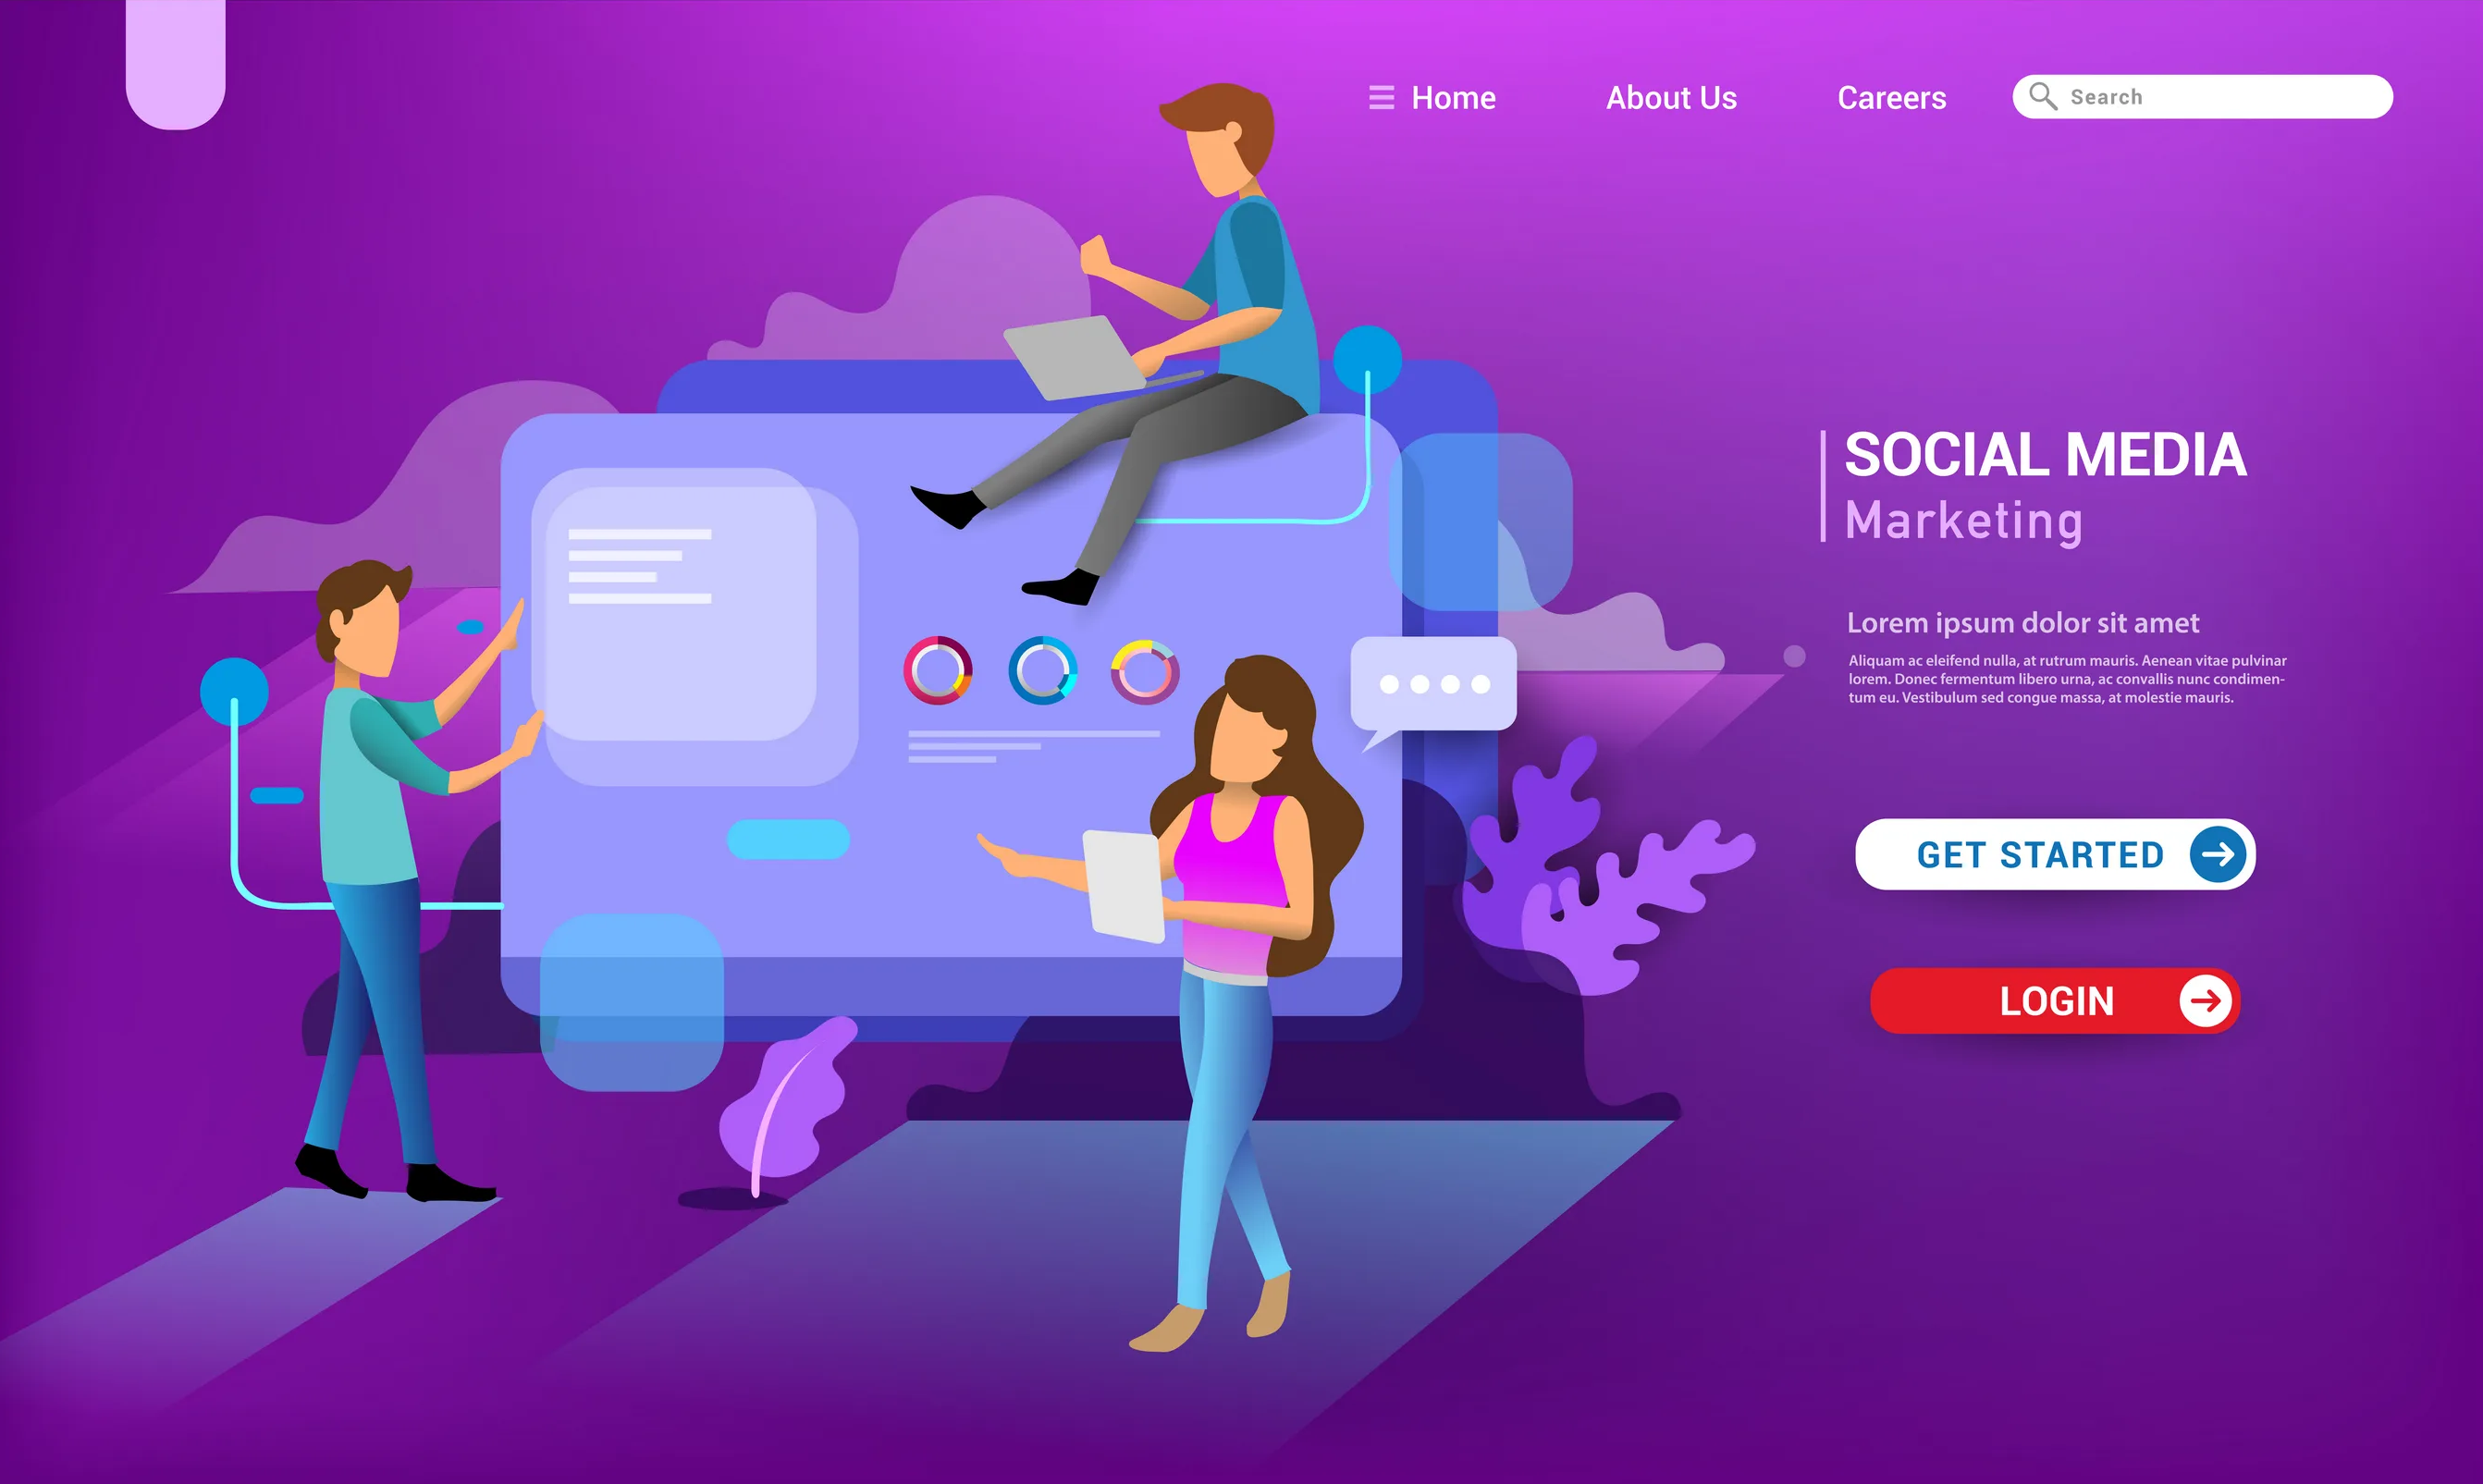 Home About Us Careers Search
SOCIAL MEDIA
Marketing
Lorem ipsum dolor sit amet
Aliquam ac eleifend nulla, at rutrum mauris. Aenean vitae pulvinar
lorem. Donec fermentum libero urna, ac convallis nunc condimen-
tum eu. Vestibulum sed congue massa, at molestie mauris.
GET STARTED
LOGIN